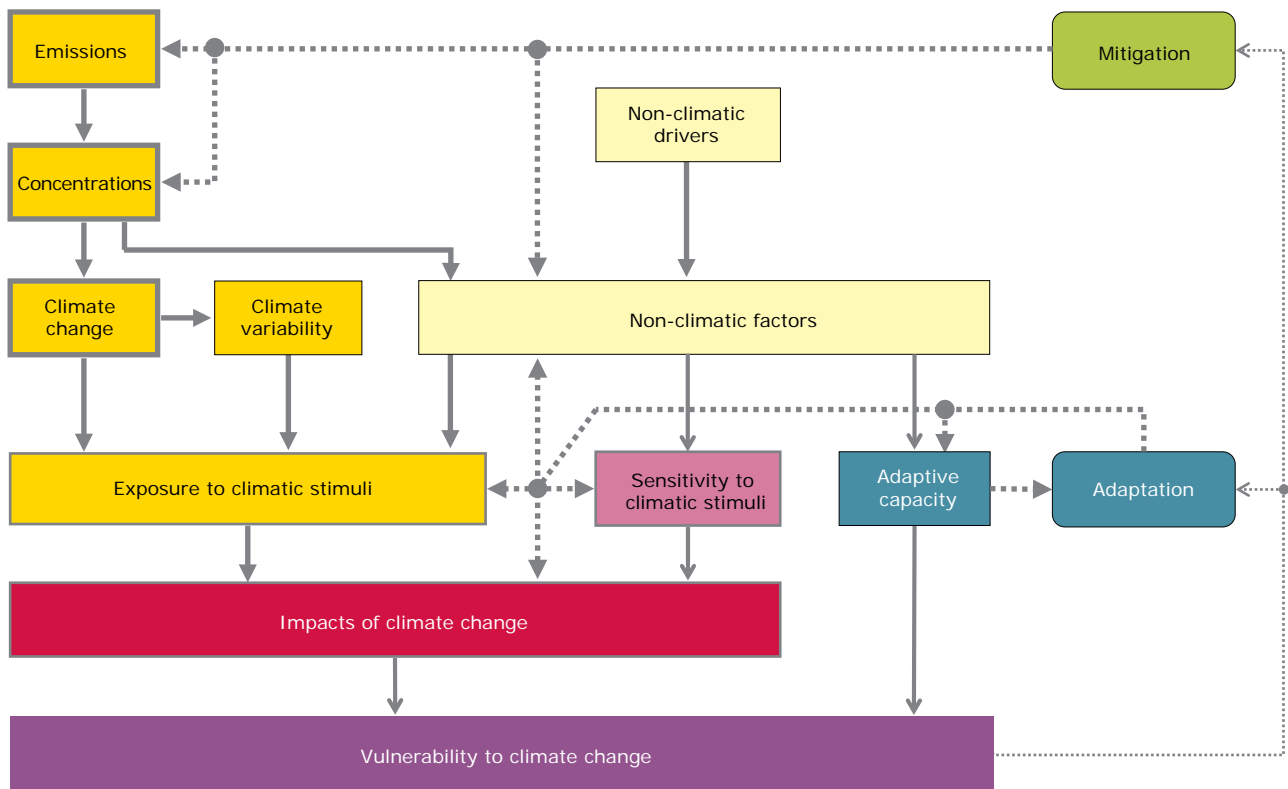 Emissions
Mitigation
Non-climatic
drivers
Concentrations
Climate
change
Climate
variability
Non-climatic factors
Exposure to climatic stimuli
Sensitivity to
climatic stimuli
Adaptive
capacity
Adaptation
Impacts of climate change
Vulnerability to climate change